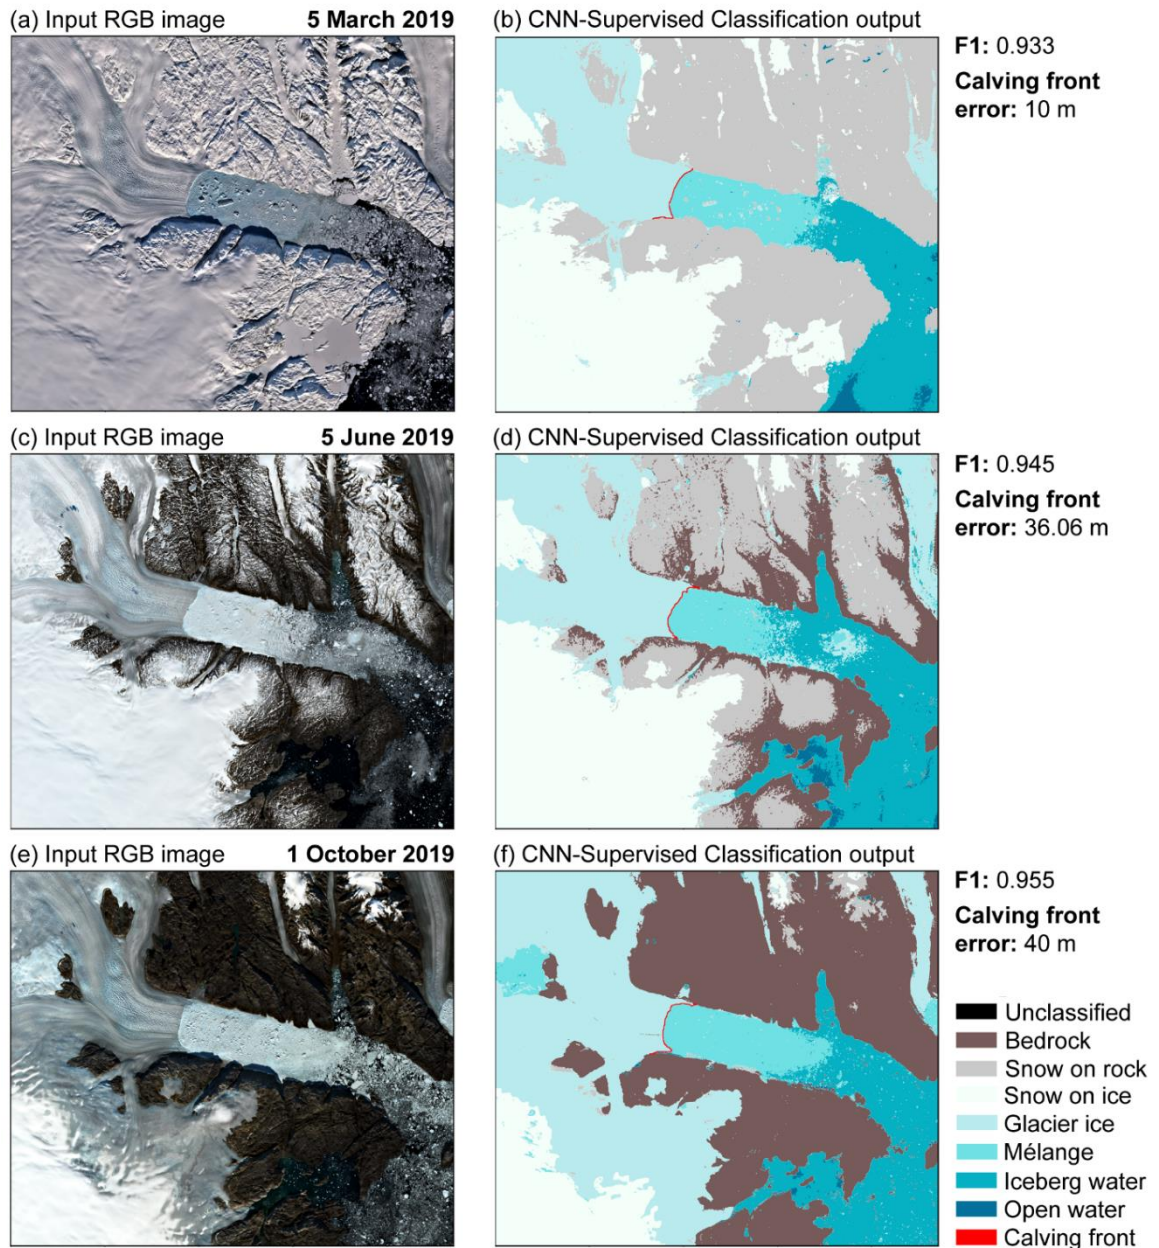 (a) Input RGB image 5 March 2019
(b) CNN-Supervised Classification output
F1: 0.933
Calving front
error: 10 m
(c) Input RGB image 5 June 2019
(d) CNN-Supervised Classification output
F1: 0.945
Calving front
error: 36.06 m
(e) Input RGB image 1 October 2019
(f) CNN-Supervised Classification output
F1: 0.955
Calving front
error: 40 m
Unclassified
Bedrock
Snow on rock
Snow on ice
Glacier ice
Mélange
Iceberg water
Open water
Calving front